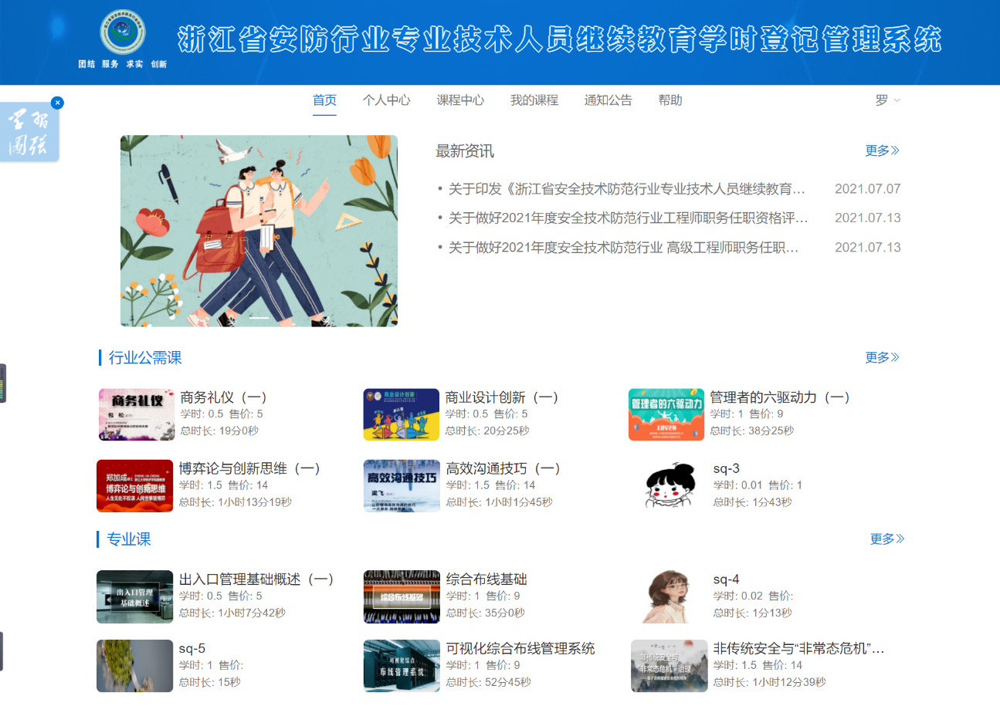 团结 服务 求实 创新
浙江省安防行业专业技术人员继续教育学时登记管理系统
首页 个人中心 课程中心 我的课程 通知公告 帮助 罗
学习
国强
最新资讯 更多
关于印发《浙江省安全技术防范行业专业技术人员继续教育… 2021.07.07
关于做好2021年度安全技术防范行业工程师职务任职资格评… 2021.07.13
关于做好2021年度安全技术防范行业 高级工程师职务任职… 2021.07.13
行业公需课 更多
商务礼仪
包 松
商务礼仪（一）
学时: 0.5 售价: 5
总时长: 19分0秒
商业设计创新
商业设计创新（一）
学时: 0.5 售价: 5
总时长: 20分25秒
管理者的六驱动力
管理者的六驱动力（一）
学时: 1 售价: 9
总时长: 38分25秒
郑加成
博弈论与创新思维
人生无处不权谋 人间世事皆博弈
博弈论与创新思维（一）
学时: 1.5 售价: 14
总时长: 1小时13分19秒
高效沟通技巧
梁飞
高效沟通技巧（一）
学时: 1.5 售价: 14
总时长: 1小时1分45秒
sq-3
学时: 0.01 售价: 1
总时长: 1分43秒
专业课 更多
出入口管理
基础概述
出入口管理基础概述（一）
学时: 0.5 售价: 5
总时长: 1小时7分42秒
综合布线基础
综合布线基础
学时: 1 售价: 9
总时长: 35分0秒
sq-4
学时: 0.02 售价:
总时长: 1分13秒
sq-5
学时: 1 售价:
总时长: 15秒
可视化综合
布线管理系统
可视化综合布线管理系统
学时: 1 售价: 9
总时长: 52分45秒
非传统安全与
“非常态危机”治理
非传统安全与“非常态危机”…
学时: 1.5 售价: 14
总时长: 1小时12分39秒